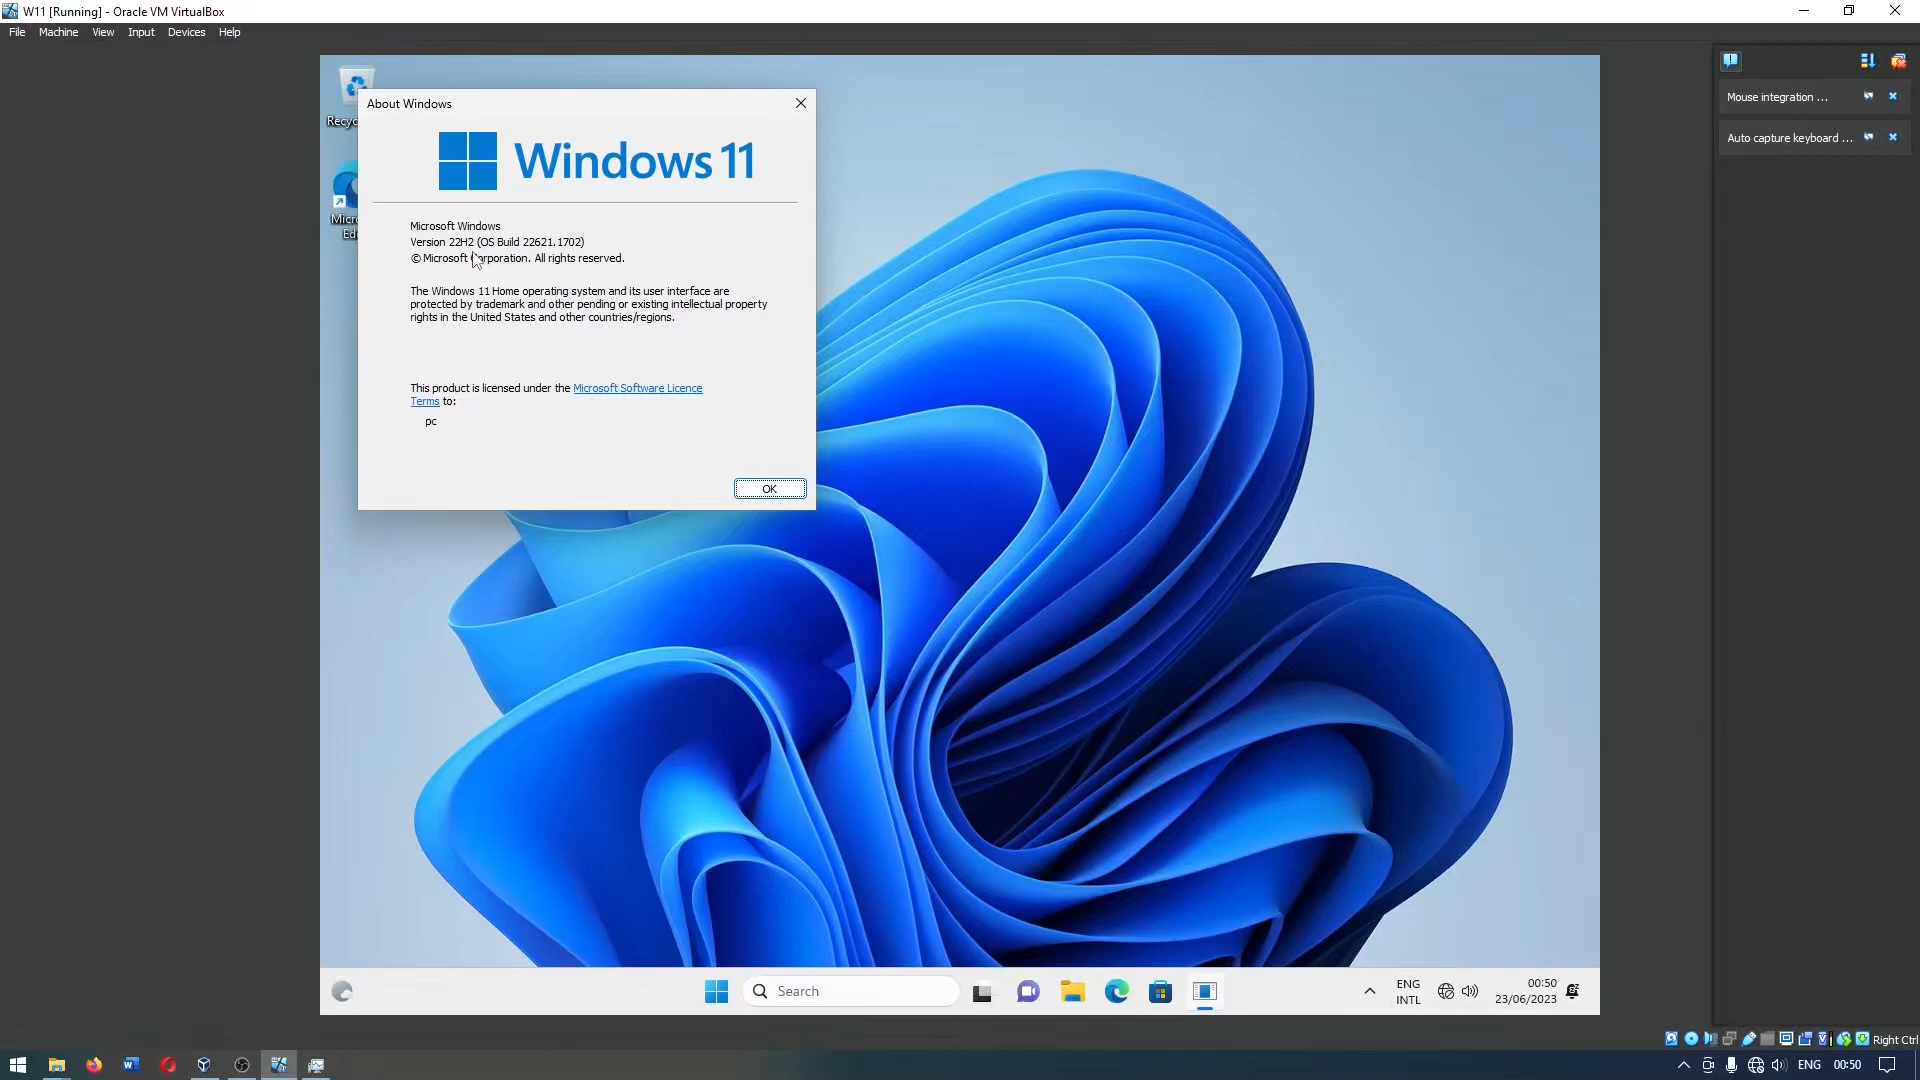 W11 [Running] - Oracle VM VirtualBox
File Machine View Input Devices Help
Mouse integration ...
Auto capture keyboard ...
Recyc
Micro
Ed
About Windows
Windows 11
Microsoft Windows
Version 22H2 (OS Build 22621.1702)
© Microsoft Corporation. All rights reserved.
The Windows 11 Home operating system and its user interface are
protected by trademark and other pending or existing intellectual property
rights in the United States and other countries/regions.
This product is licensed under the Microsoft Software Licence
Terms to:
pc
OK
Search
ENG
INTL
00:50
23/06/2023
Right Ctrl
ENG 00:50